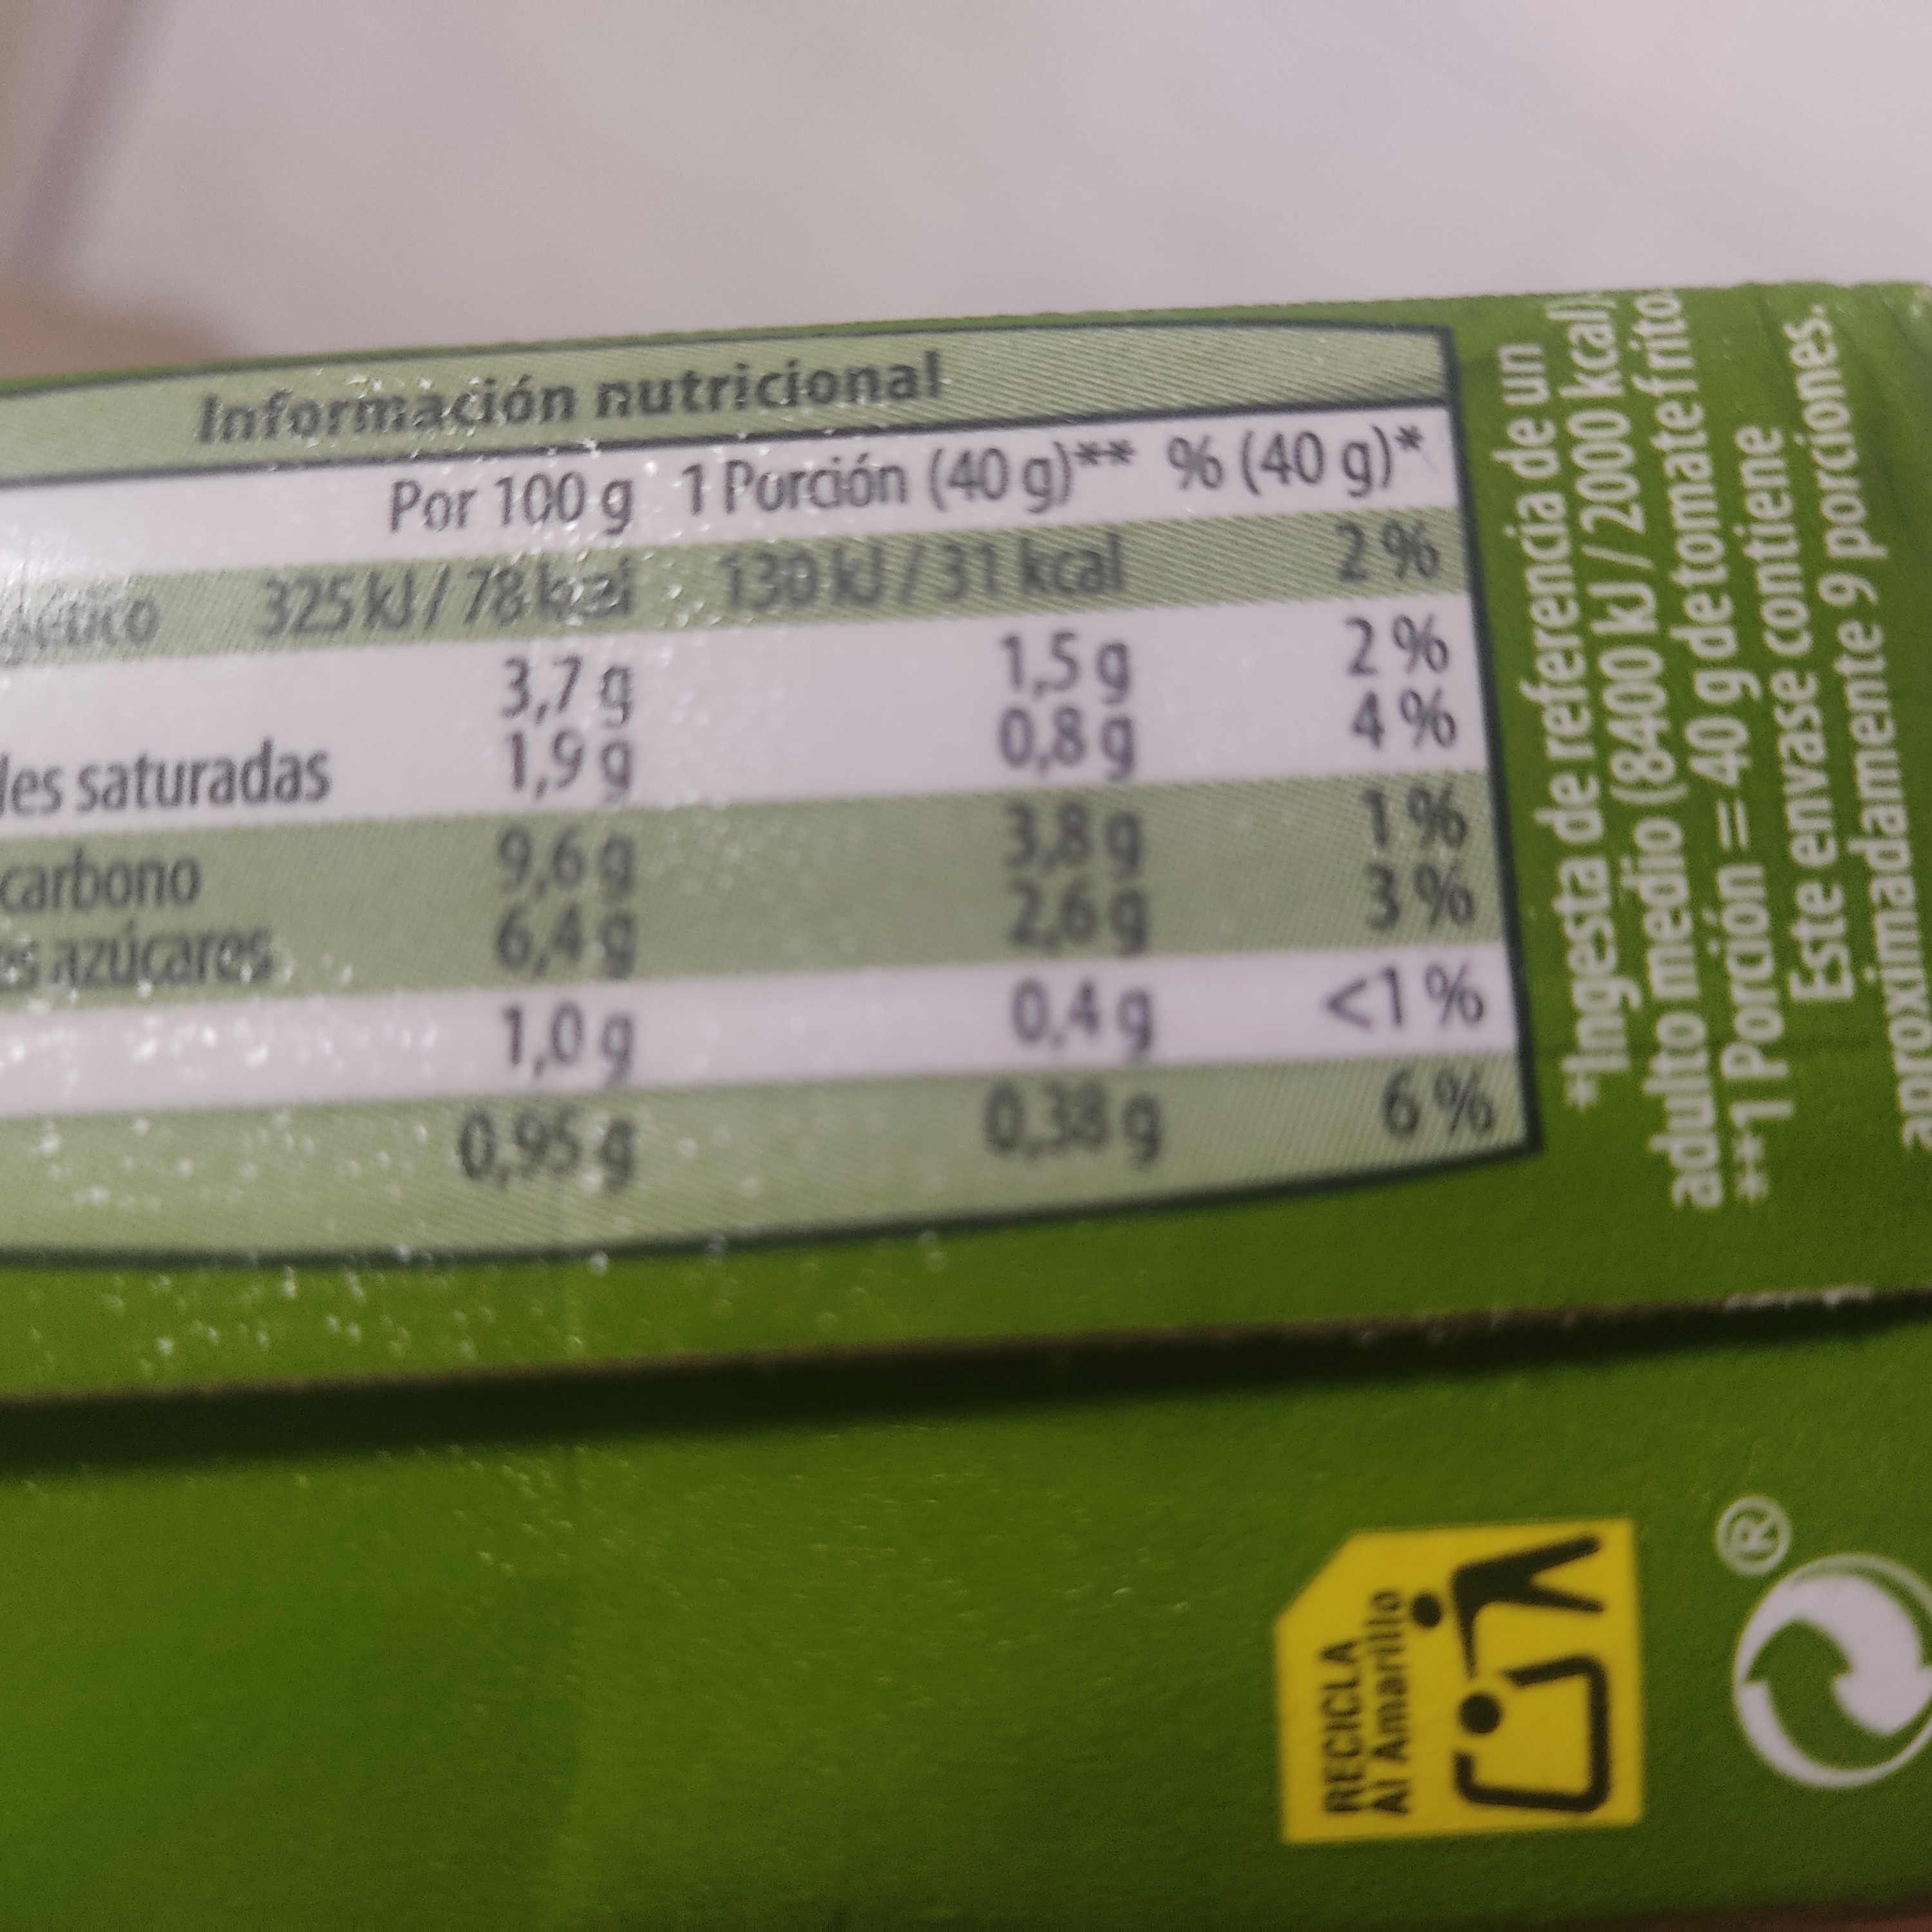 Información nutricional
Por 100 g 1 Porción (40 g)** % (40 g)*
325 kJ / 78 kcal 130 kJ / 31 kcal 2 %
3,7 g 1,5 g 2 %
les saturadas 1,9 g 0,8 g 4 %
carbono 9,6 g 3,8 g 1 %
azúcares 6,4 g 2,6 g 3 %
1,0 g 0,4 g <1 %
0,95 g 0,38 g 6 %
*Ingesta de referencia de un
adulto medio (8400 kJ / 2000 kcal).
**1 Porción = 40 g de tomate frito.
Este envase contiene
aproximadamente 9 porciones.
RECICLA
Al Amarillo
®